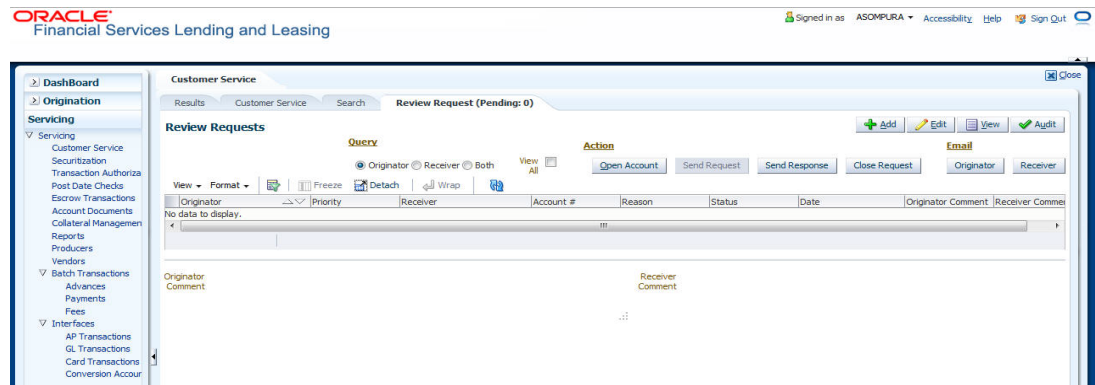 ORACLE
Financial Services Lending and Leasing
Signed in as ASOMPURA Accessibility Help Sign Out
Close
DashBoard
Origination
Servicing
Servicing
Customer Service
Securitization
Transaction Authoriza
Post Date Checks
Escrow Transactions
Account Documents
Collateral Managemen
Reports
Producers
Vendors
Batch Transactions
Advances
Payments
Fees
Interfaces
AP Transactions
GL Transactions
Card Transactions
Conversion Accour
Customer Service
Results Customer Service Search Review Request (Pending: 0)
Review Requests
Add Edit View Audit
Query Action Email
Originator Receiver Both View All Open Account Send Request Send Response Close Request Originator Receiver
View Format Freeze Detach Wrap
Originator Priority Receiver Account # Reason Status Date Originator Comment Receiver Commen
No data to display.
Originator Comment
Receiver Comment